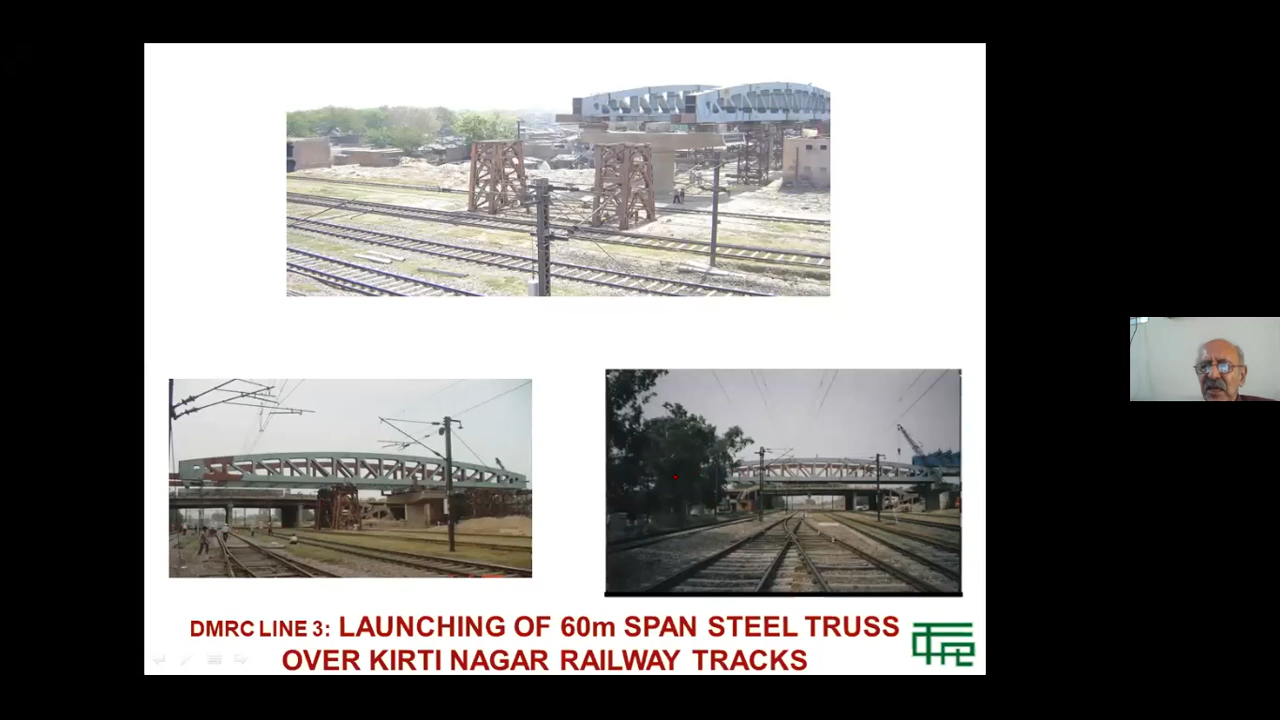 DMRC LINE 3: LAUNCHING OF 60m SPAN STEEL TRUSS
OVER KIRTI NAGAR RAILWAY TRACKS